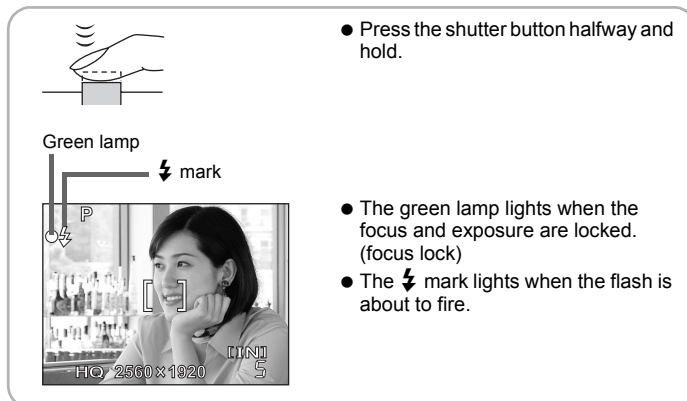 ● Press the shutter button halfway and
hold.
Green lamp
⚡ mark
P
● The green lamp lights when the
focus and exposure are locked.
(focus lock)
● The ⚡ mark lights when the flash is
about to fire.
[IN]
HQ 2560×1920 5